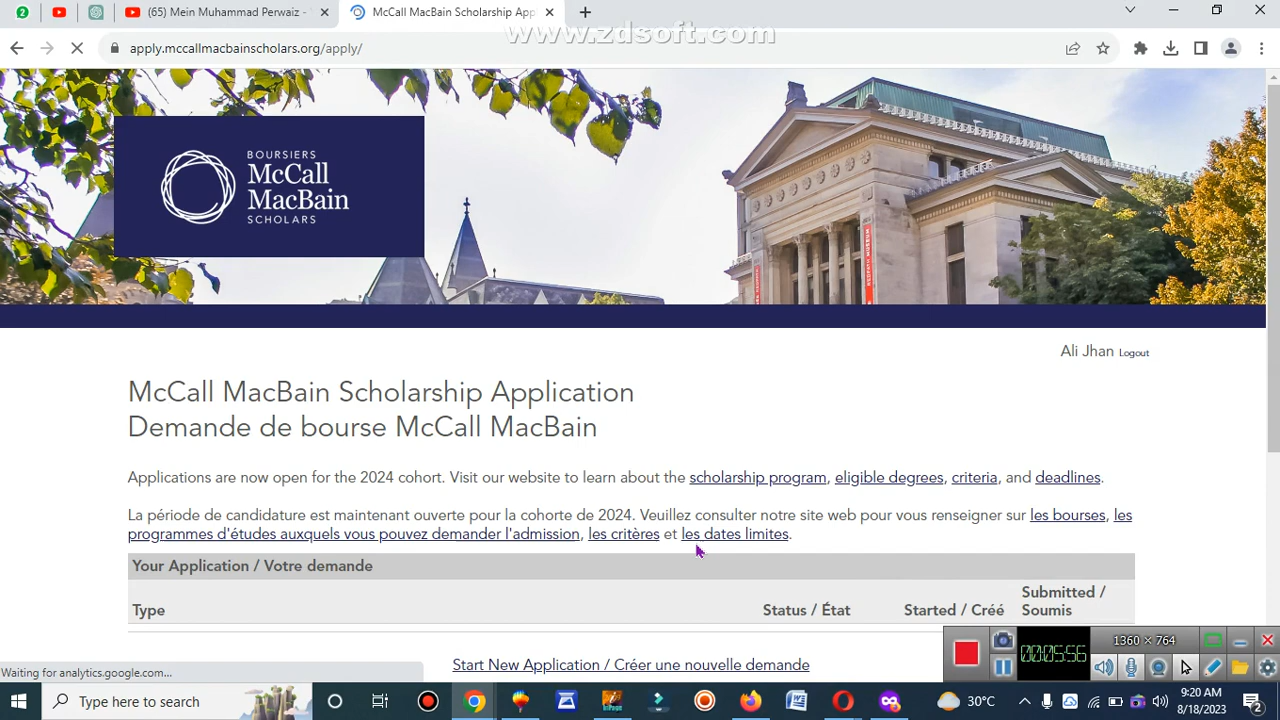 (65) Mein Muhammad Perwaiz -
McCall MacBain Scholarship Ap
www.zdsoft.com
apply.mccallmacbainscholars.org/apply/
BOURSIERS
McCall
MacBain
SCHOLARS
Ali Jhan Logout
McCall MacBain Scholarship Application
Demande de bourse McCall MacBain
Applications are now open for the 2024 cohort. Visit our website to learn about the scholarship program, eligible degrees, criteria, and deadlines.
La période de candidature est maintenant ouverte pour la cohorte de 2024. Veuillez consulter notre site web pour vous renseigner sur les bourses, les
programmes d'études auxquels vous pouvez demander l'admission, les critères et les dates limites.
Your Application / Votre demande
Type
Status / État
Started / Créé
Submitted /
Soumis
Start New Application / Créer une nouvelle demande
Waiting for analytics.google.com...
00:05:56
1360 × 764
Type here to search
30°C
9:20 AM
8/18/2023
2